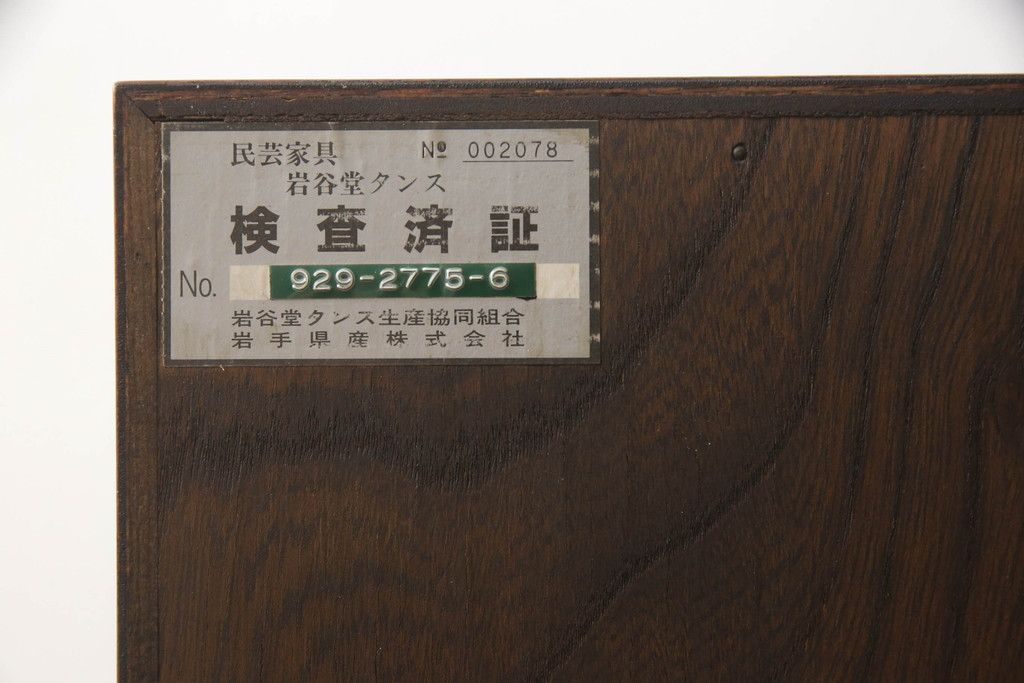 民芸家具 № 002078
岩谷堂タンス
検査済証
No. 929-2775-6
岩谷堂タンス生産協同組合
岩手県産株式会社